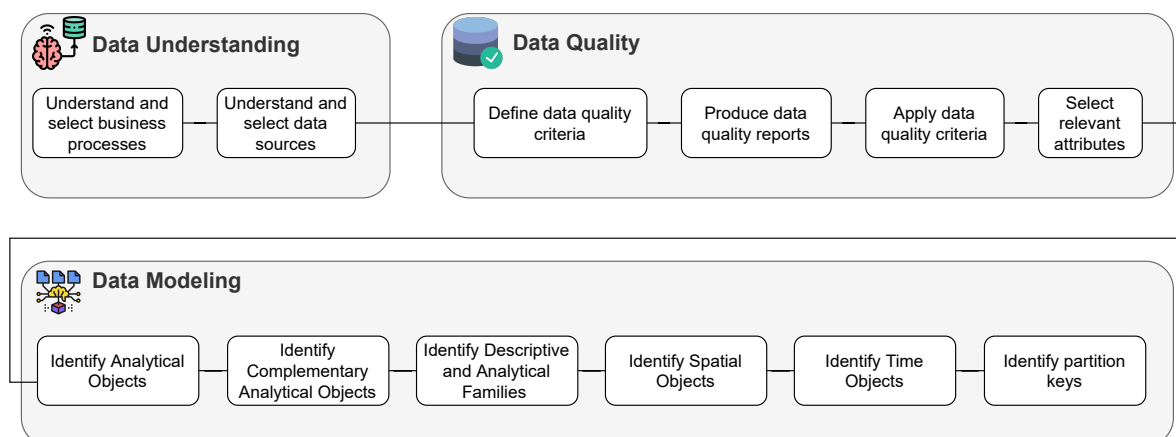 Data Understanding
Understand and
select business
processes
Understand and
select data
sources
Data Quality
Define data quality
criteria
Produce data
quality reports
Apply data
quality criteria
Select
relevant
attributes
Data Modeling
Identify Analytical
Objects
Identify
Complementary
Analytical Objects
Identify Descriptive
and Analytical
Families
Identify Spatial
Objects
Identify Time
Objects
Identify partition
keys